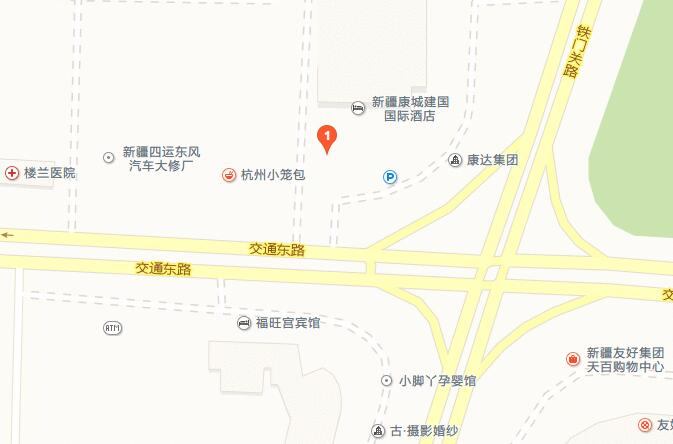 铁门关路
新疆康城建国
国际酒店
1
新疆四运东风
汽车大修厂
康达集团
楼兰医院
杭州小笼包
P
交通东路
交通东路
交
福旺宫宾馆
ATM
新疆友好集团
天百购物中心
小脚丫孕婴馆
古·摄影婚纱
友好